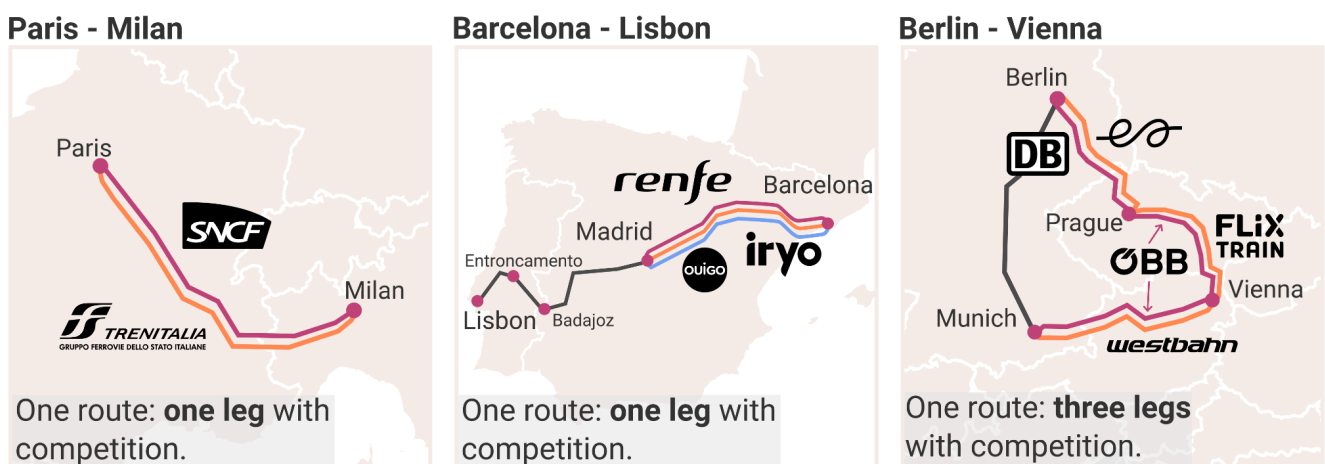 Paris - Milan
Paris
SNCF
Milan
TRENITALIA
GRUPPO FERROVIE DELLO STATO ITALIANE
One route: one leg with
competition.
Barcelona - Lisbon
renfe
Barcelona
Madrid
iryo
OUIGO
Entroncamento
Lisbon
Badajoz
One route: one leg with
competition.
Berlin - Vienna
Berlin
DB
es
Prague
FLiX
TRAIN
ÖBB
Vienna
Munich
westbahn
One route: three legs
with competition.